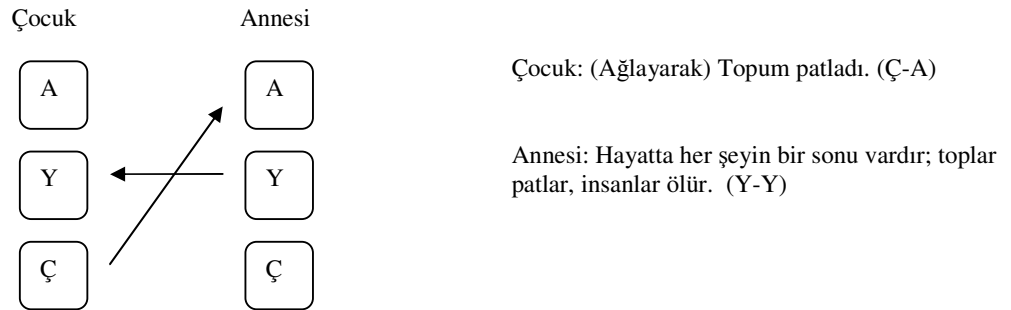 Çocuk Annesi
A A
Y Y
Ç Ç
Çocuk: (Ağlayarak) Topum patladı. (Ç-A)
Annesi: Hayatta her şeyin bir sonu vardır; toplar
patlar, insanlar ölür. (Y-Y)